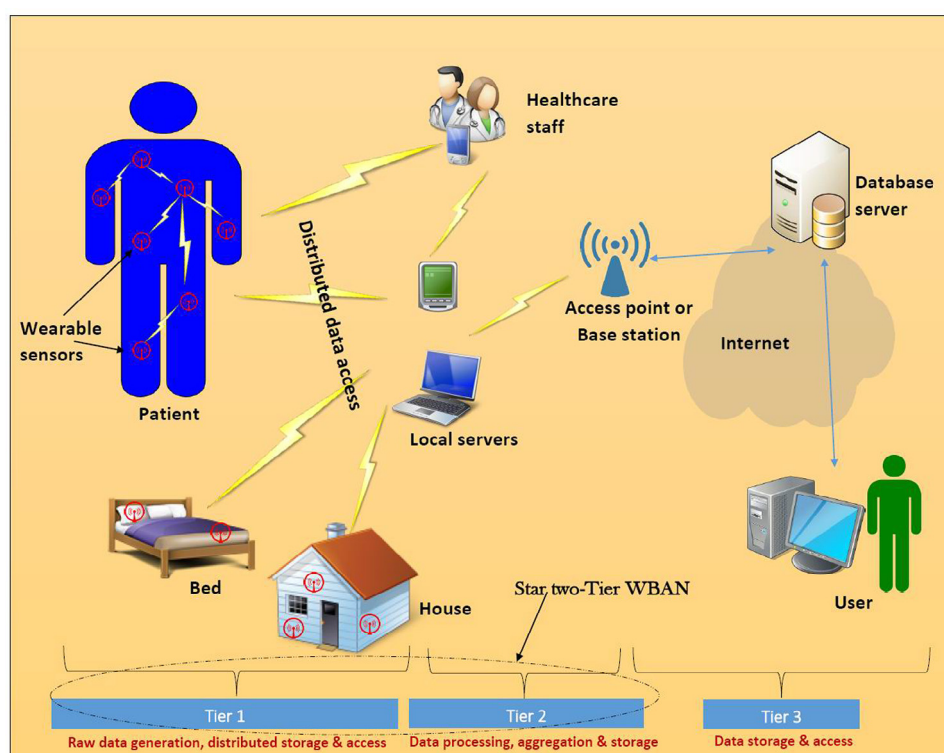 Healthcare
staff
Database
server
Distributed data access
Wearable
sensors
Access point or
Base station
Internet
Patient
Local servers
Bed
House
Star two-Tier WBAN
User
Tier 1
Tier 2
Tier 3
Raw data generation, distributed storage & access
Data processing, aggregation & storage
Data storage & access